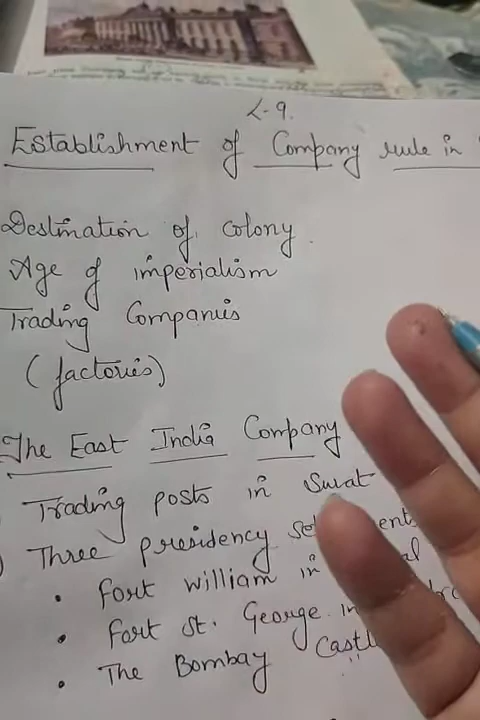 L-9.
Establishment of Company rule in
Destination of colony.
Age of imperialism
Trading Companies
(factories)
The East India Company
Trading posts in Surat
Three presidency
• Fort William in
• Fort St. George in
• The Bombay Castle